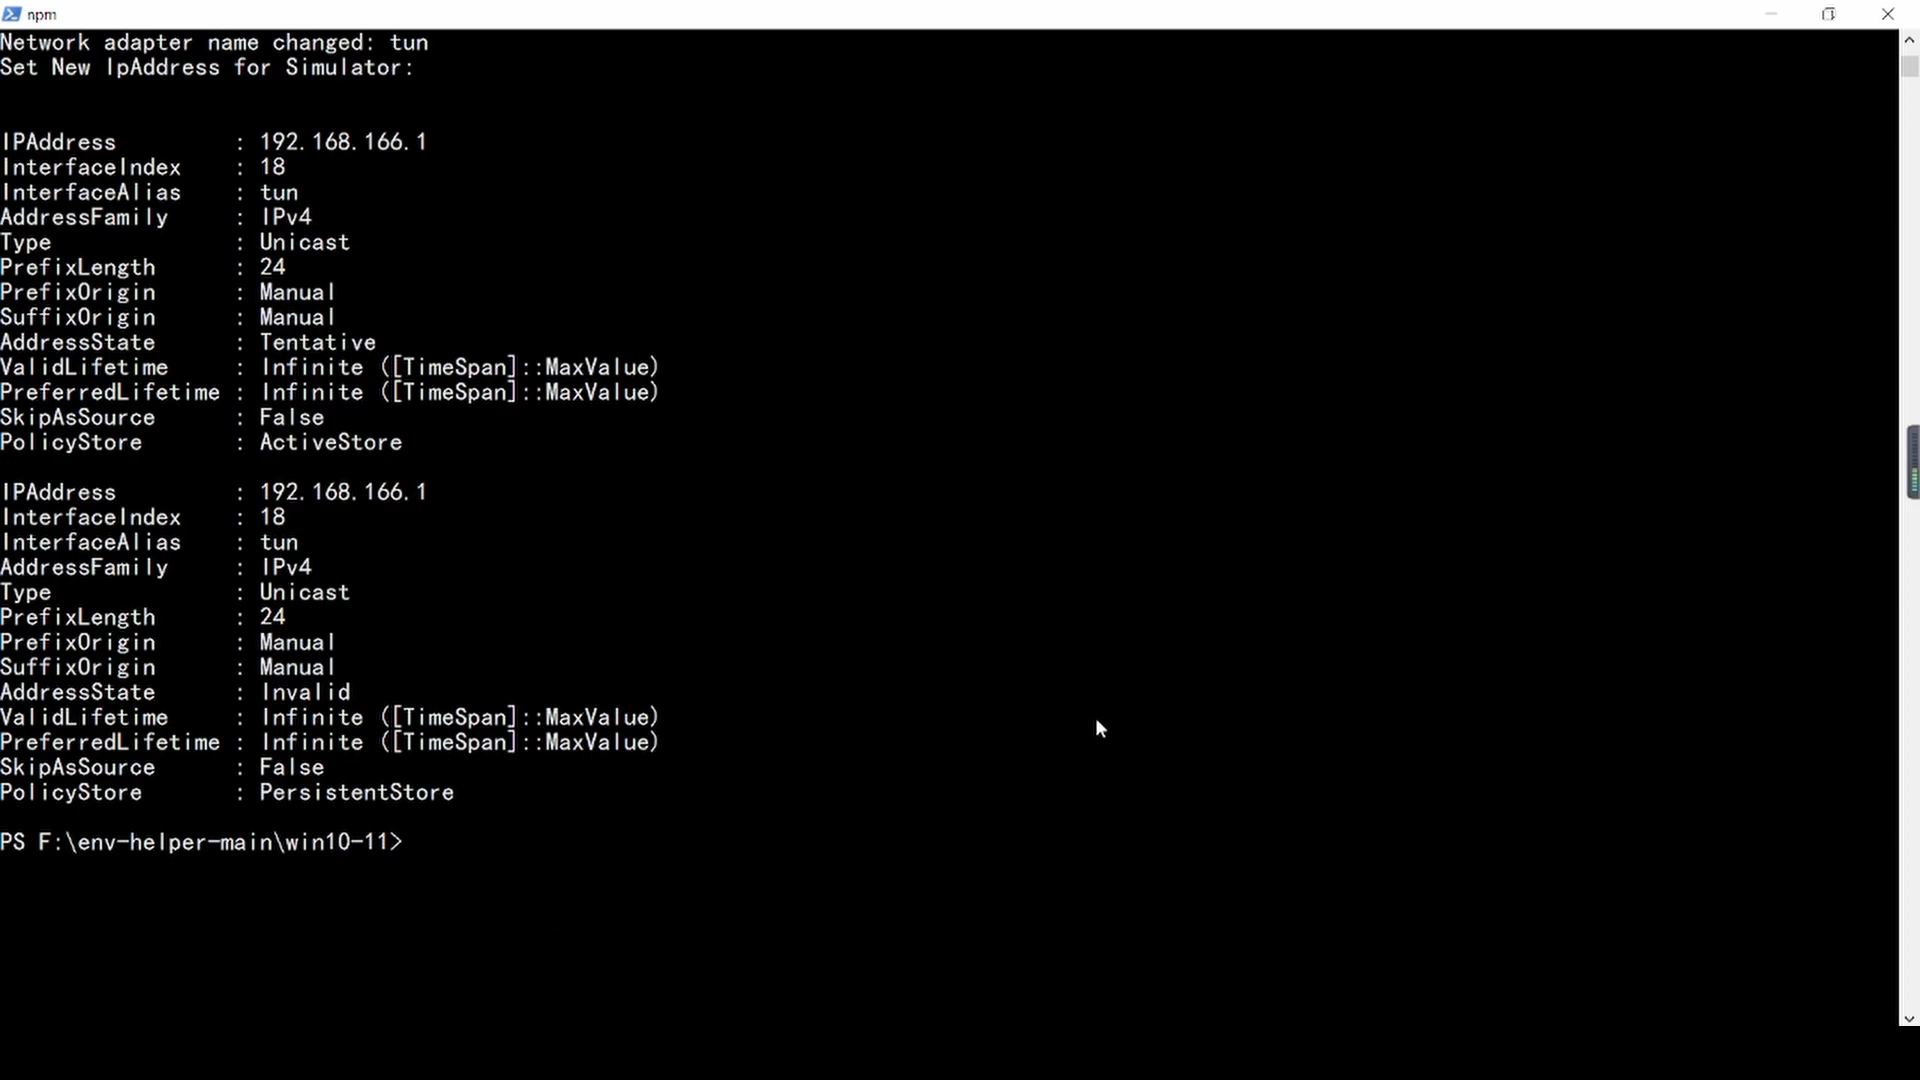 npm
Network adapter name changed: tun
Set New IpAddress for Simulator:
IPAddress : 192.168.166.1
InterfaceIndex : 18
InterfaceAlias : tun
AddressFamily : IPv4
Type : Unicast
PrefixLength : 24
PrefixOrigin : Manual
SuffixOrigin : Manual
AddressState : Tentative
ValidLifetime : Infinite ([TimeSpan]::MaxValue)
PreferredLifetime : Infinite ([TimeSpan]::MaxValue)
SkipAsSource : False
PolicyStore : ActiveStore
IPAddress : 192.168.166.1
InterfaceIndex : 18
InterfaceAlias : tun
AddressFamily : IPv4
Type : Unicast
PrefixLength : 24
PrefixOrigin : Manual
SuffixOrigin : Manual
AddressState : Invalid
ValidLifetime : Infinite ([TimeSpan]::MaxValue)
PreferredLifetime : Infinite ([TimeSpan]::MaxValue)
SkipAsSource : False
PolicyStore : PersistentStore
PS F:\env-helper-main\win10-11>